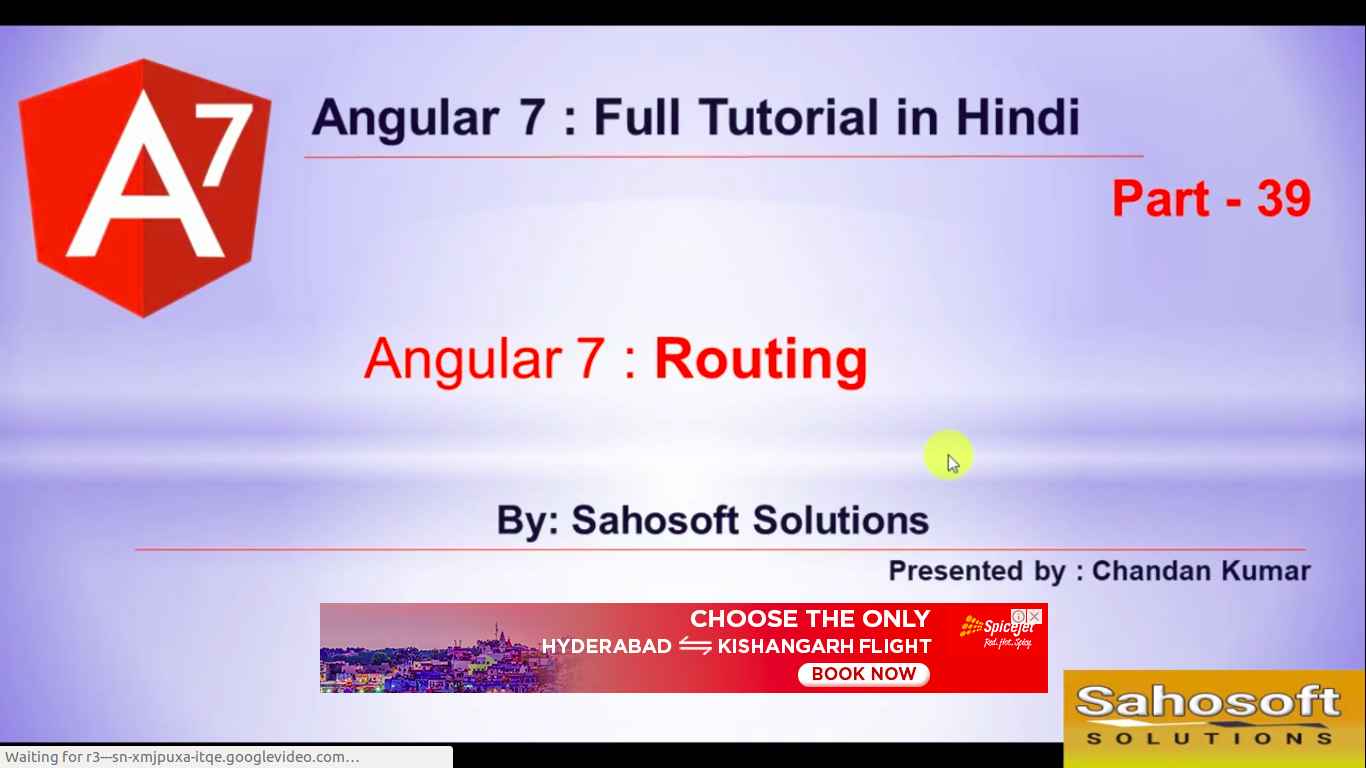 A7
Angular 7 : Full Tutorial in Hindi
Part - 39
Angular 7 : Routing
By: Sahosoft Solutions
Presented by : Chandan Kumar
CHOOSE THE ONLY
HYDERABAD ⇋ KISHANGARH FLIGHT
BOOK NOW
SpiceJet
Red. Hot. Spicy.
Sahosoft
SOLUTIONS
Waiting for r3---sn-xmjpuxa-itqe.googlevideo.com…